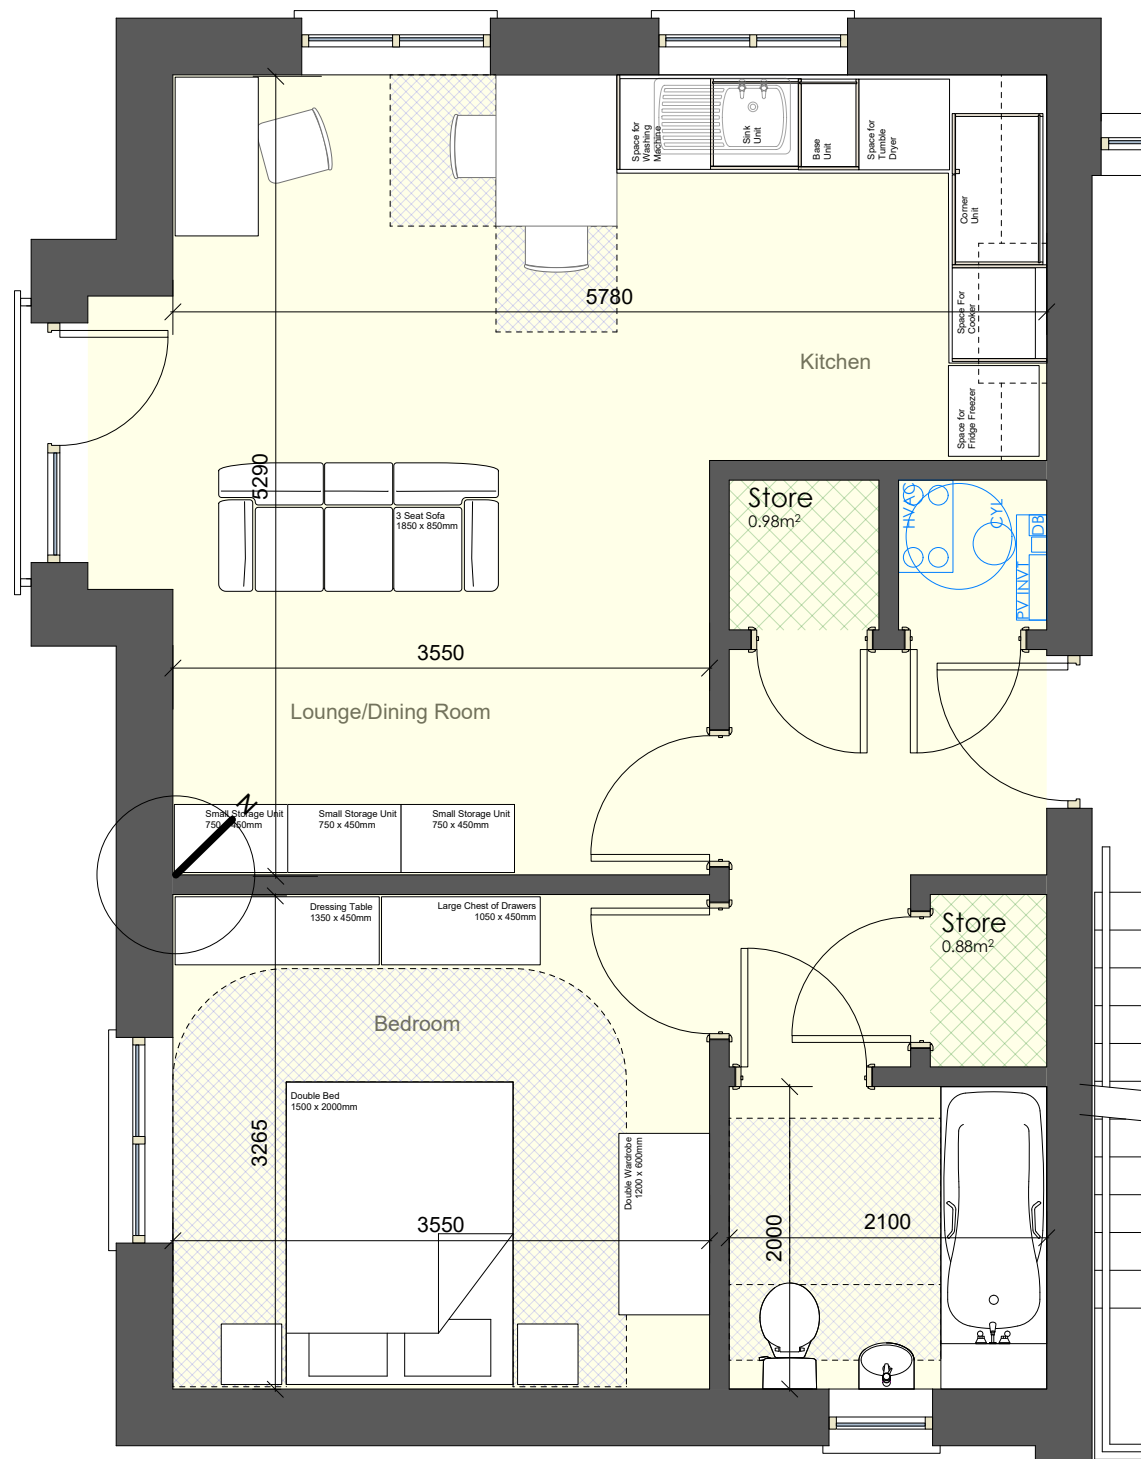 Space for
Washing
Machine
Sink
Unit
Base
Unit
Space for
Tumble
Dryer
Corner
Unit
5780
Space For
Cooker
Kitchen
Space for
Fridge Freezer
5290
3 Seat Sofa
1850 x 850mm
Store
0.98m²
HVAC
CYL
DB
PV INVT
3550
Lounge/Dining Room
N
Small Storage Unit
750 x 450mm
Small Storage Unit
750 x 450mm
Small Storage Unit
750 x 450mm
Dressing Table
1350 x 450mm
Large Chest of Drawers
1050 x 450mm
Store
0.88m²
Bedroom
Double Bed
1500 x 2000mm
3265
Double Wardrobe
1200 x 600mm
3550
2000
2100